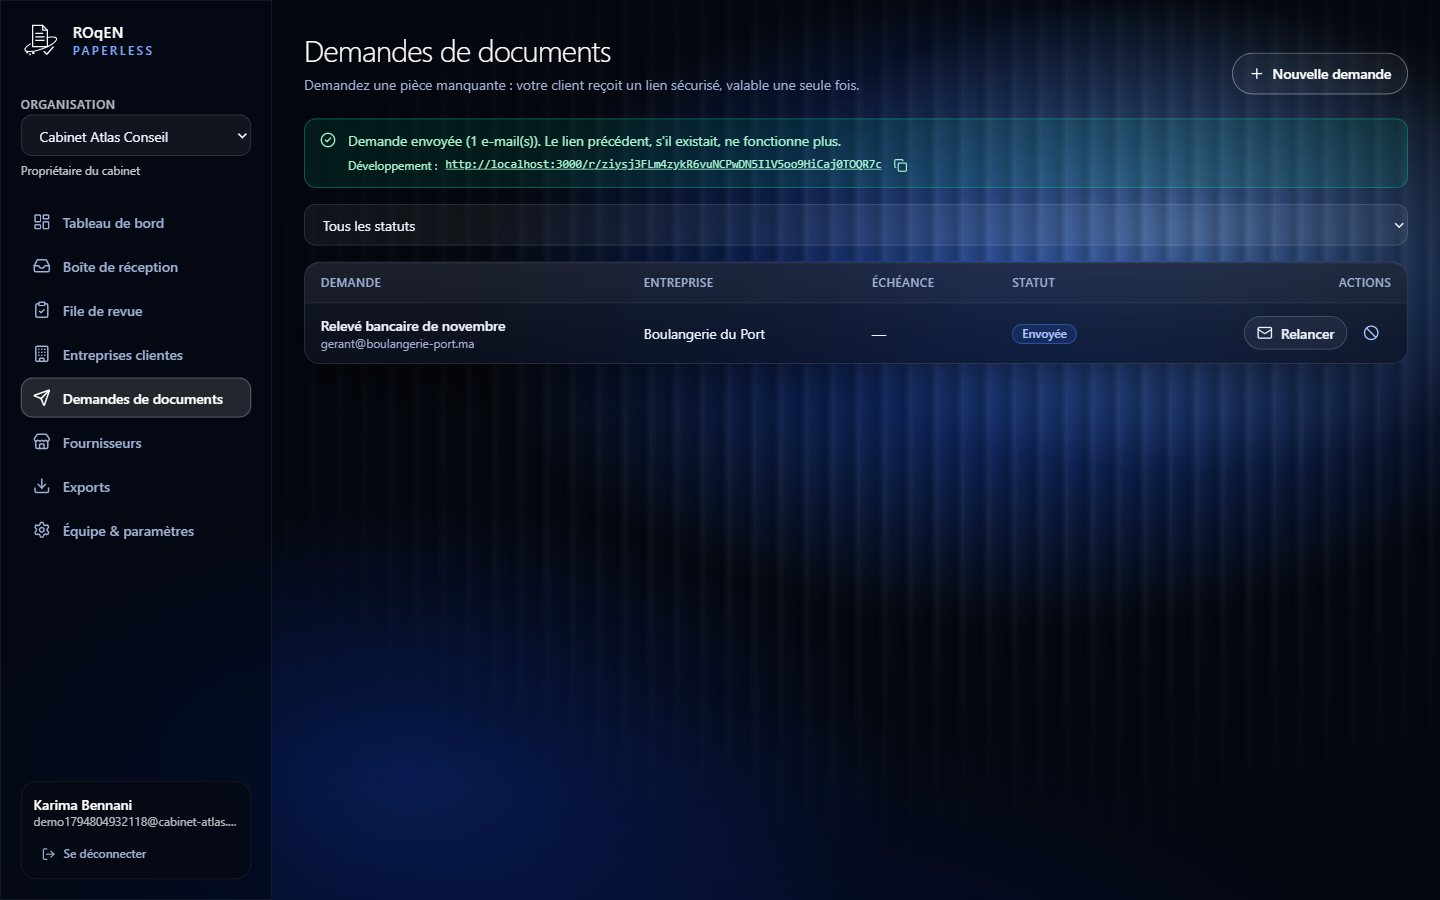 ROqEN
PAPERLESS
ORGANISATION
Cabinet Atlas Conseil
Propriétaire du cabinet
Tableau de bord
Boîte de réception
File de revue
Entreprises clientes
Demandes de documents
Fournisseurs
Exports
Équipe & paramètres
Karima Bennani
demo1794804932118@cabinet-atlas....
Se déconnecter
Demandes de documents
Demandez une pièce manquante : votre client reçoit un lien sécurisé, valable une seule fois.
Nouvelle demande
Demande envoyée (1 e-mail(s)). Le lien précédent, s'il existait, ne fonctionne plus.
Développement : http://localhost:3000/r/ziysj3FLm4zykR6vuNCPwDN5IlV5oo9HiCaj0TOQR7c
Tous les statuts
DEMANDE ENTREPRISE ÉCHÉANCE STATUT ACTIONS
Relevé bancaire de novembre
gerant@boulangerie-port.ma
Boulangerie du Port — Envoyée Relancer